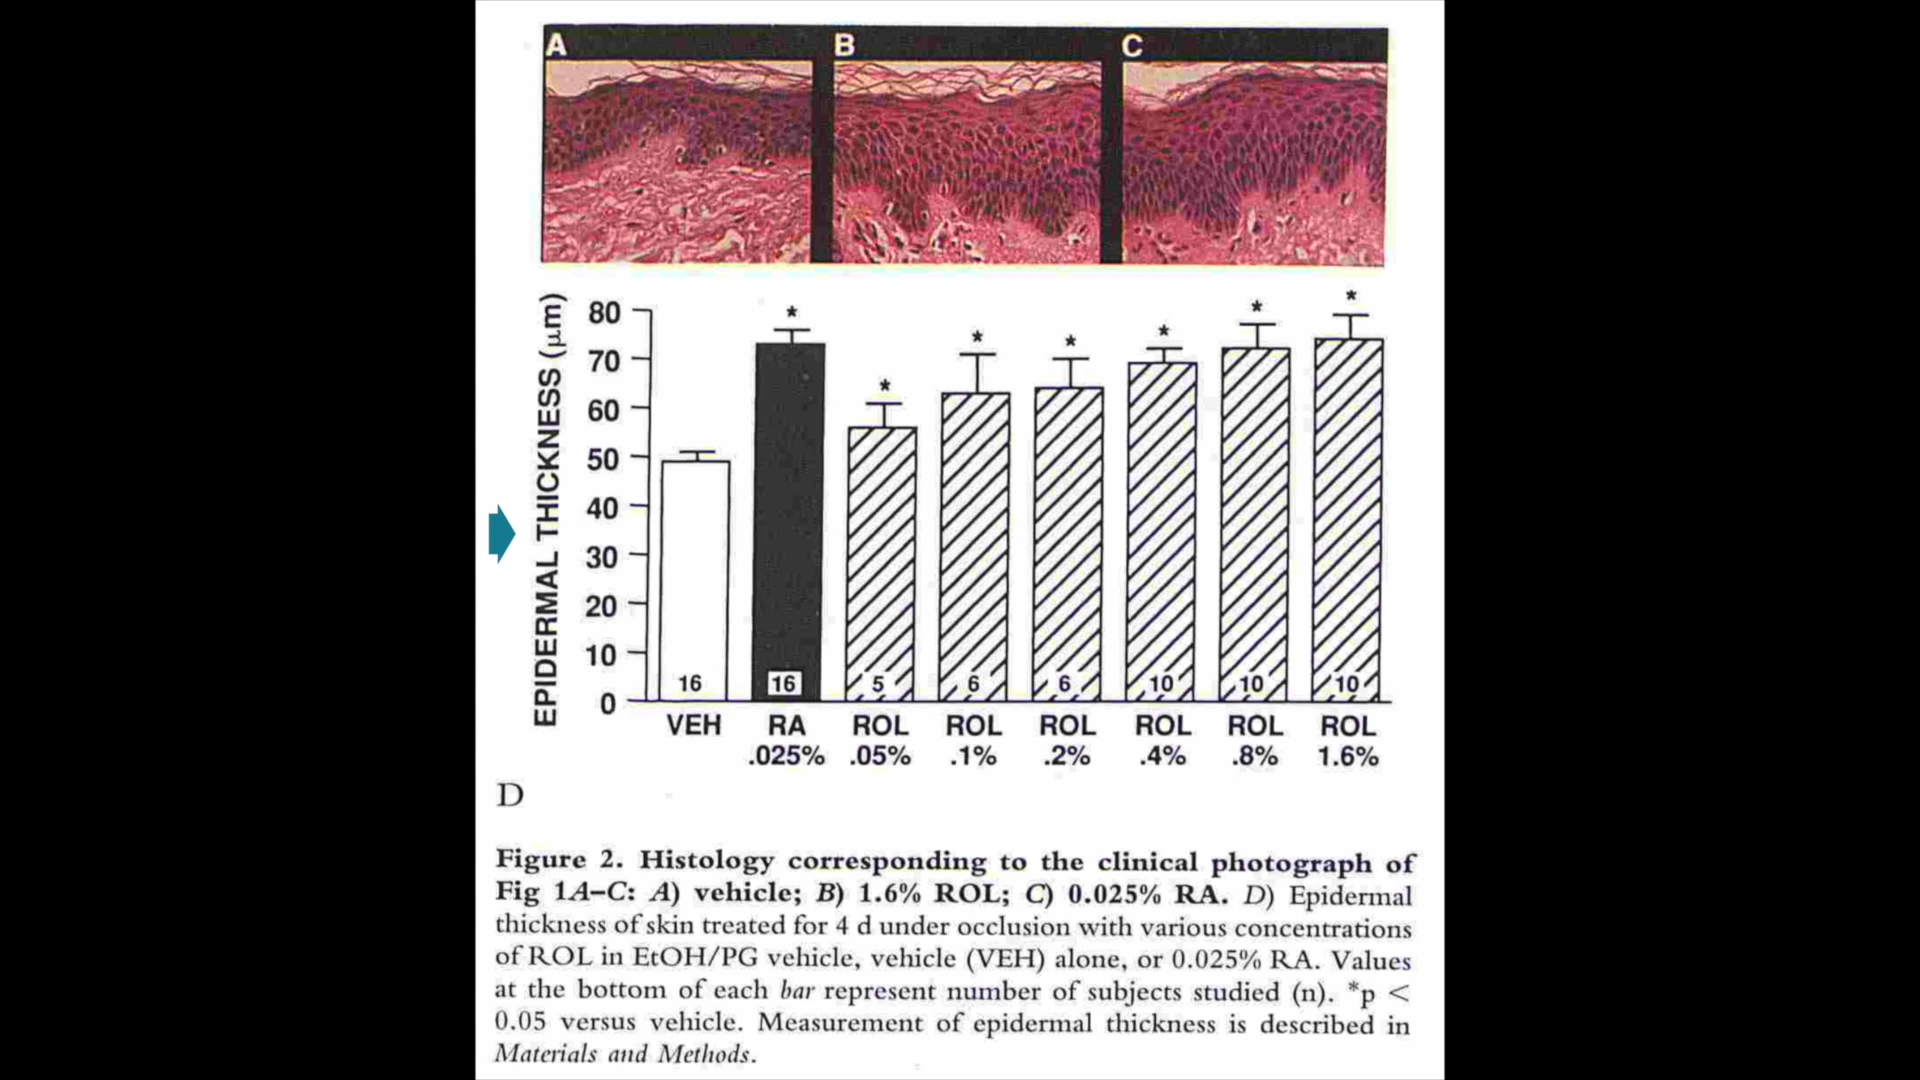 A B C
EPIDERMAL THICKNESS (µm)
80
70
60
50
40
30
20
10
0
* * * * * * *
16 16 5 6 6 10 10 10
VEH RA ROL ROL ROL ROL ROL ROL
.025% .05% .1% .2% .4% .8% 1.6%
D
Figure 2. Histology corresponding to the clinical photograph of
Fig 1A–C: A) vehicle; B) 1.6% ROL; C) 0.025% RA. D) Epidermal
thickness of skin treated for 4 d under occlusion with various concentrations
of ROL in EtOH/PG vehicle, vehicle (VEH) alone, or 0.025% RA. Values
at the bottom of each bar represent number of subjects studied (n). *p <
0.05 versus vehicle. Measurement of epidermal thickness is described in
Materials and Methods.